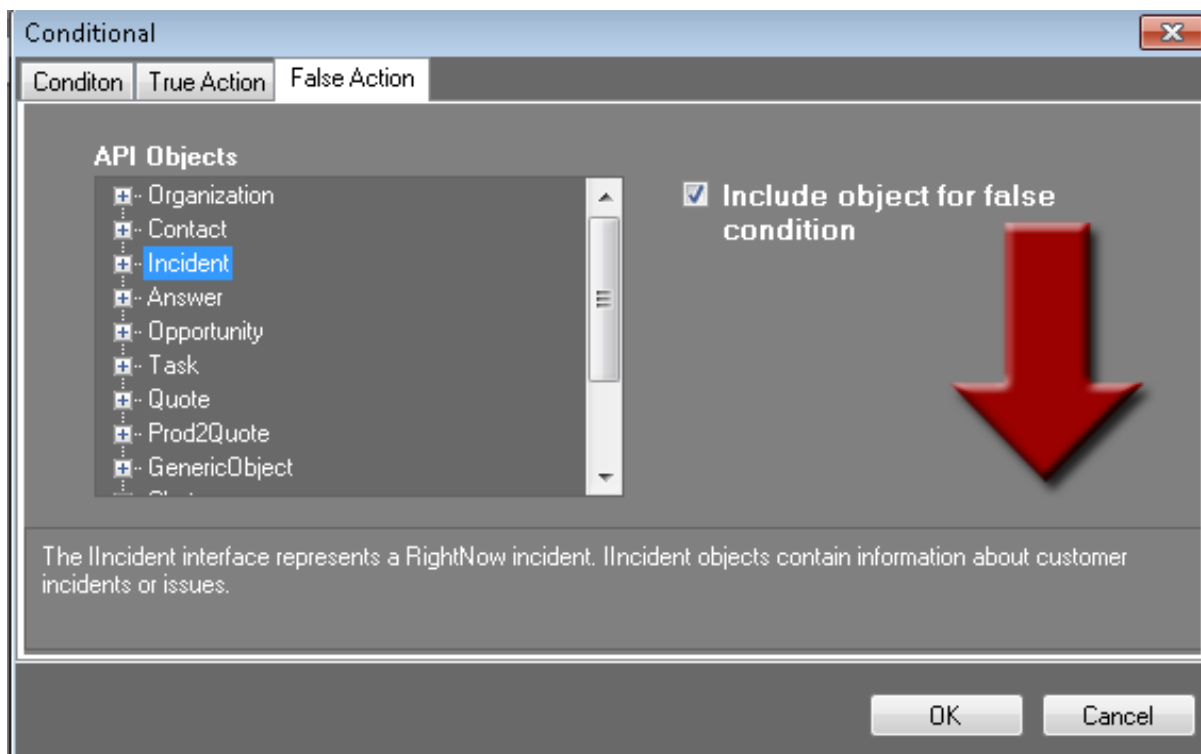 Conditional
Conditon
True Action
False Action
API Objects
Organization
Contact
Incident
Answer
Opportunity
Task
Quote
Prod2Quote
GenericObject
Include object for false
condition
The IIncident interface represents a RightNow incident. IIncident objects contain information about customer
incidents or issues.
OK
Cancel